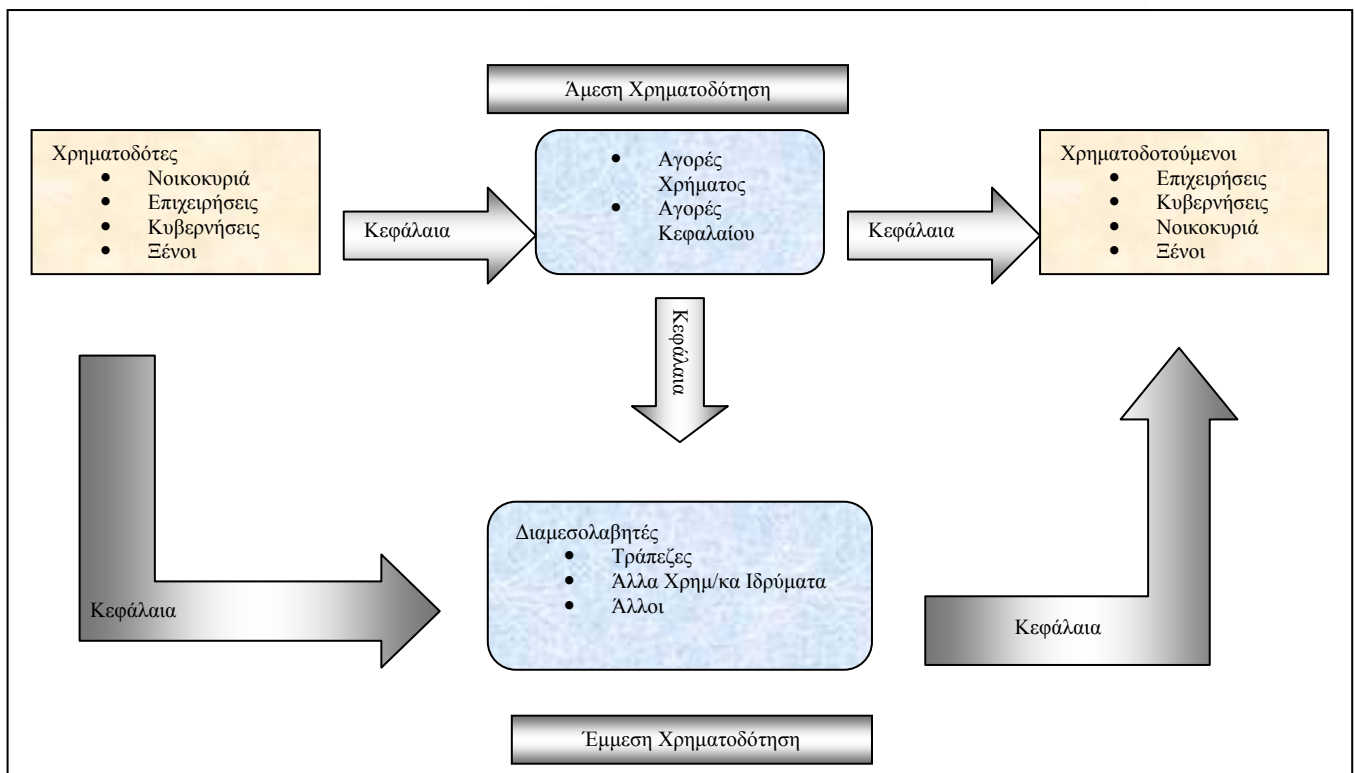 Άμεση Χρηματοδότηση
Χρηματοδότες
• Νοικοκυριά
• Επιχειρήσεις
• Κυβερνήσεις
• Ξένοι
Κεφάλαια
• Αγορές
Χρήματος
• Αγορές
Κεφαλαίου
Κεφάλαια
Χρηματοδοτούμενοι
• Επιχειρήσεις
• Κυβερνήσεις
• Νοικοκυριά
• Ξένοι
Κεφάλαια
Κεφάλαια
Διαμεσολαβητές
• Τράπεζες
• Άλλα Χρημ/κα Ιδρύματα
• Άλλοι
Κεφάλαια
Έμμεση Χρηματοδότηση